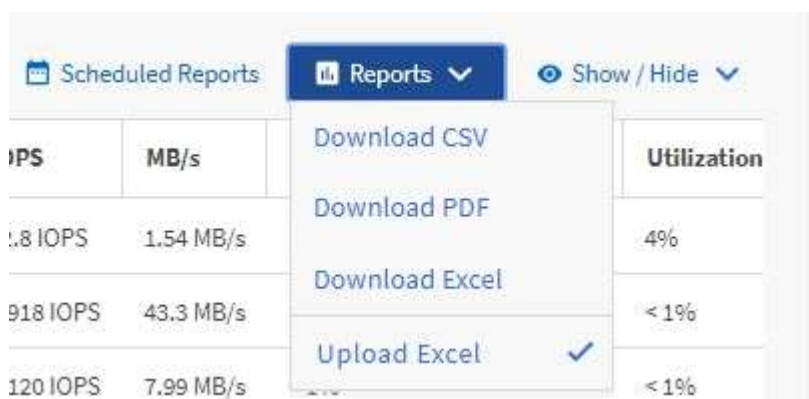 Scheduled Reports Reports Show / Hide
MB/s Utilization
Download CSV
Download PDF
1.54 MB/s 4%
Download Excel
918 IOPS 43.3 MB/s < 1%
Upload Excel
120 IOPS 7.99 MB/s < 1%